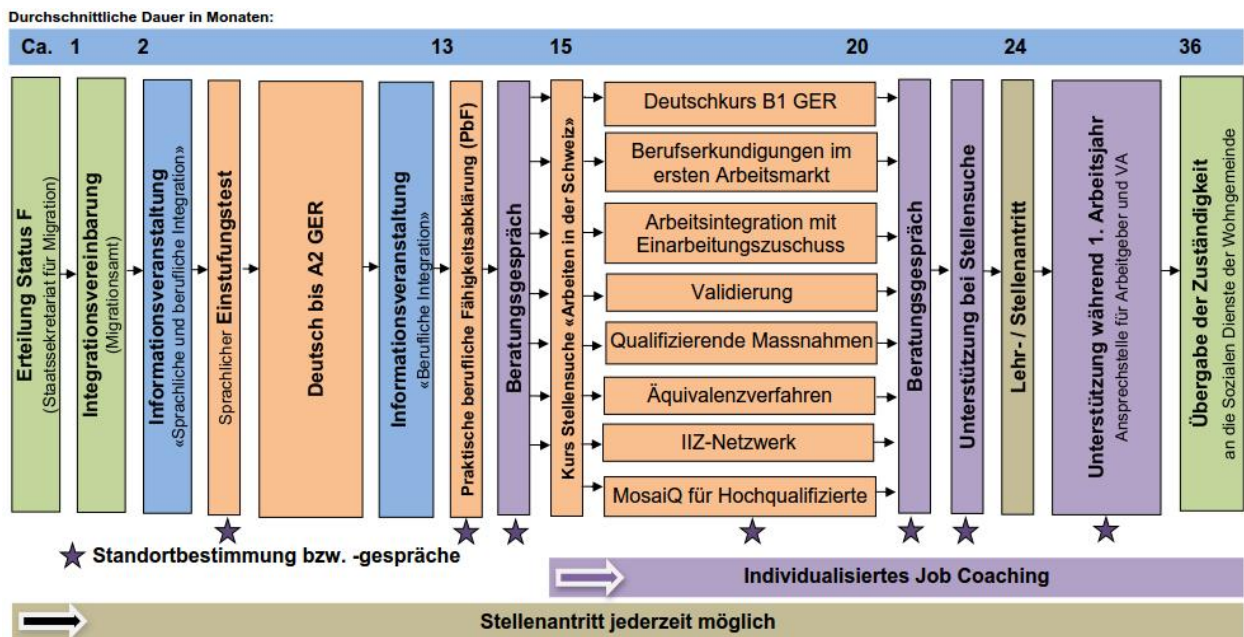 Durchschnittliche Dauer in Monaten:
Ca. 1 2 13 15 20 24 36
Erteilung Status F
(Staatssekretariat für Migration)
Integrationsvereinbarung
(Migrationsamt)
Informationsveranstaltung
«Sprachliche und berufliche Integration»
Sprachlicher Einstufungstest
Deutsch bis A2 GER
Informationsveranstaltung
«Berufliche Integration»
Praktische berufliche Fähigkeitsabklärung (PbF)
Beratungsgespräch
Kurs Stellensuche «Arbeiten in der Schweiz»
Deutschkurs B1 GER
Berufserkundigungen im
ersten Arbeitsmarkt
Arbeitsintegration mit
Einarbeitungszuschuss
Validierung
Qualifizierende Massnahmen
Äquivalenzverfahren
IIZ-Netzwerk
MosaiQ für Hochqualifizierte
Beratungsgespräch
Unterstützung bei Stellensuche
Lehr- / Stellenantritt
Unterstützung während 1. Arbeitsjahr
Ansprechstelle für Arbeitgeber und VA
Übergabe der Zuständigkeit
an die Sozialen Dienste der Wohngemeinde
Standortbestimmung bzw. -gespräche
Individualisiertes Job Coaching
Stellenantritt jederzeit möglich